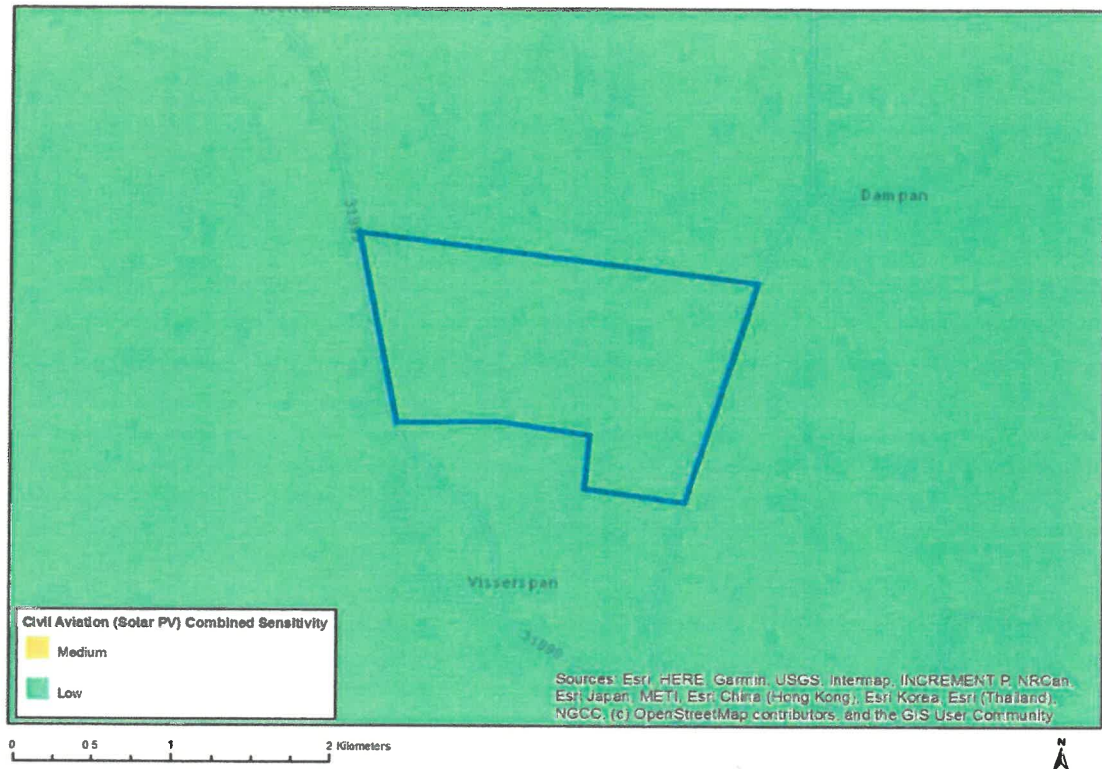 Dampan
Visserspan
Civil Aviation (Solar PV) Combined Sensitivity
Medium
Low
Sources: Esri, HERE, Garmin, USGS, Intermap, INCREMENT P, NRCan,
Esri Japan, METI, Esri China (Hong Kong), Esri Korea, Esri (Thailand),
NGCC, (c) OpenStreetMap contributors, and the GIS User Community
0 0.5 1 2 Kilometers
N